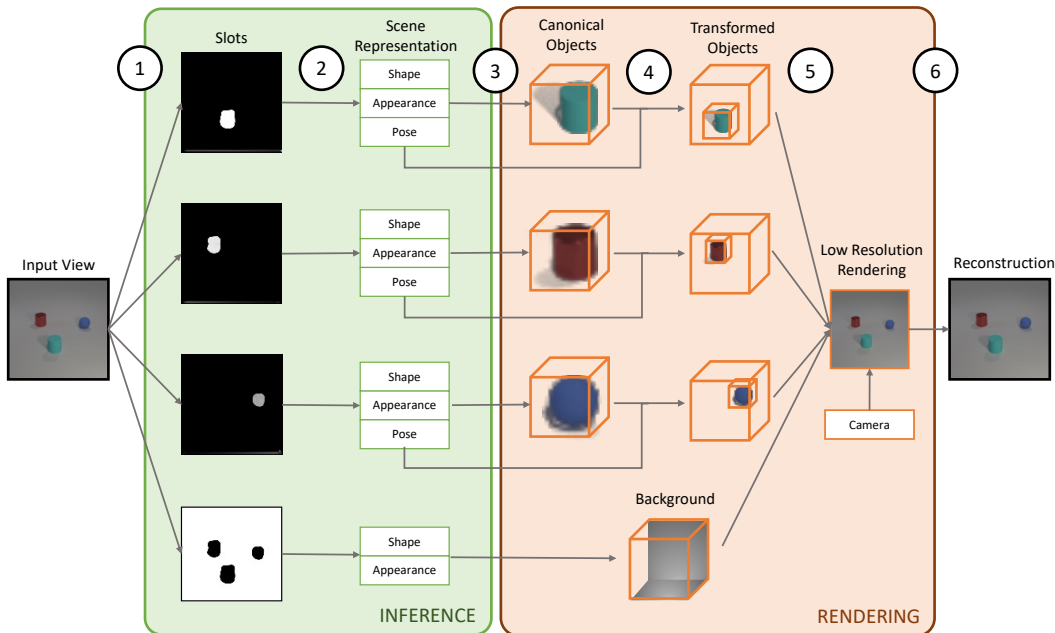 Slots
Scene
Representation
Canonical
Objects
Transformed
Objects
1
2
3
4
5
6
Shape
Appearance
Pose
Shape
Appearance
Pose
Input View
Low Resolution
Rendering
Reconstruction
Shape
Appearance
Pose
Camera
Background
Shape
Appearance
INFERENCE
RENDERING